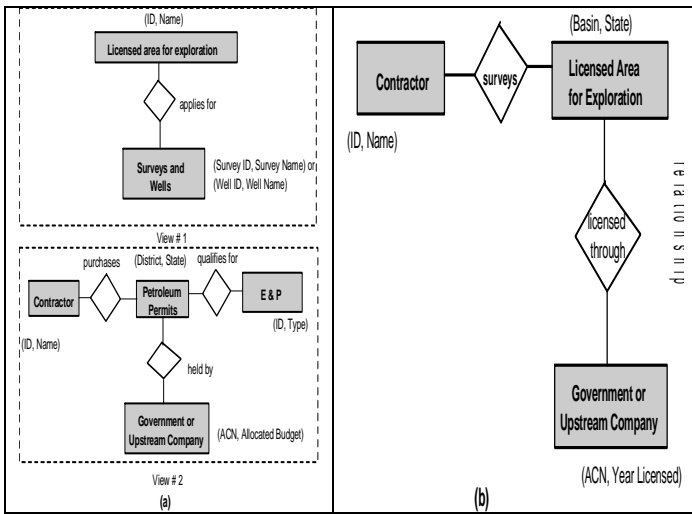 (ID, Name)
Licensed area for exploration
applies for
Surveys and
Wells
(Survey ID, Survey Name) or
(Well ID, Well Name)
View # 1
purchases
(District, State)
qualifies for
Contractor
Petroleum
Permits
E & P
(ID, Name)
(ID, Type)
held by
Government or
Upstream Company
(ACN, Allocated Budget)
View # 2
(a)
(Basin, State)
Contractor
surveys
Licensed Area
for Exploration
(ID, Name)
relationship
licensed
through
Government or
Upstream Company
(ACN, Year Licensed)
(b)